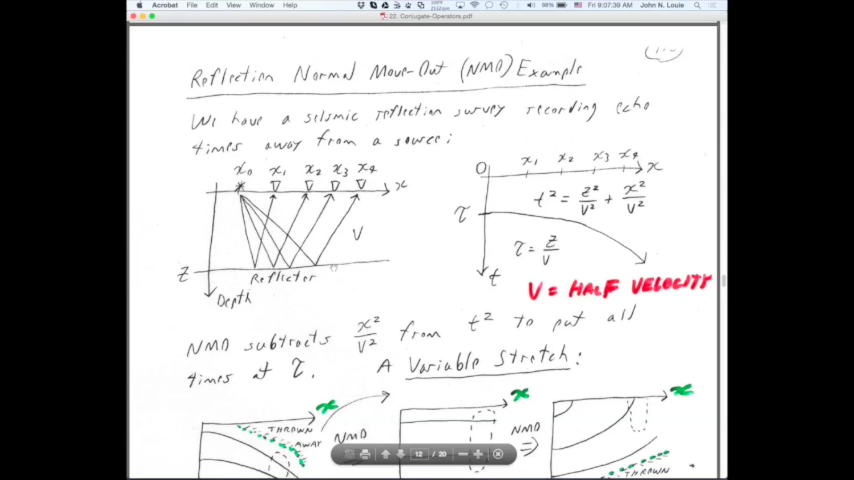 Acrobat File Edit View Window Help
98% Fri 9:07:39 AM John N. Louie
22. Conjugate-Operators.pdf
Reflection Normal Move-Out (NMO) Example
We have a seismic reflection survey recording echo
times away from a source:
x0 x1 x2 x3 x4 x
V
z Reflector
Depth
0 x1 x2 x3 x4 x
t² = z²/V² + x²/V²
τ
τ = z/V
t
V = HALF VELOCITY
NMO subtracts x²/V² from t² to put all
times at τ. A Variable Stretch:
x x x
THROWN
AWAY
NMO
NMO
⇒
⇒
THROWN
12 / 20